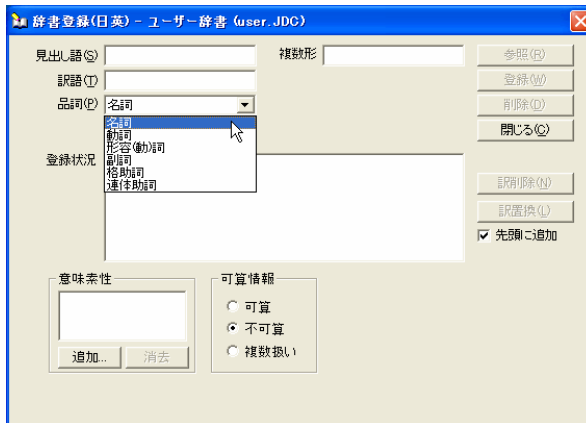 辞書登録(日英) - ユーザー辞書 (user.JDC)
見出し語(S) 複数形 参照(R)
訳語(T) 登録(W)
品詞(P) 名詞 削除(D)
名詞 閉じる(C)
動詞
形容(動)詞
副詞
格助詞
連体助詞
登録状況
訳削除(N)
訳置換(L)
先頭に追加
意味素性 可算情報
可算
不可算
複数扱い
追加... 消去